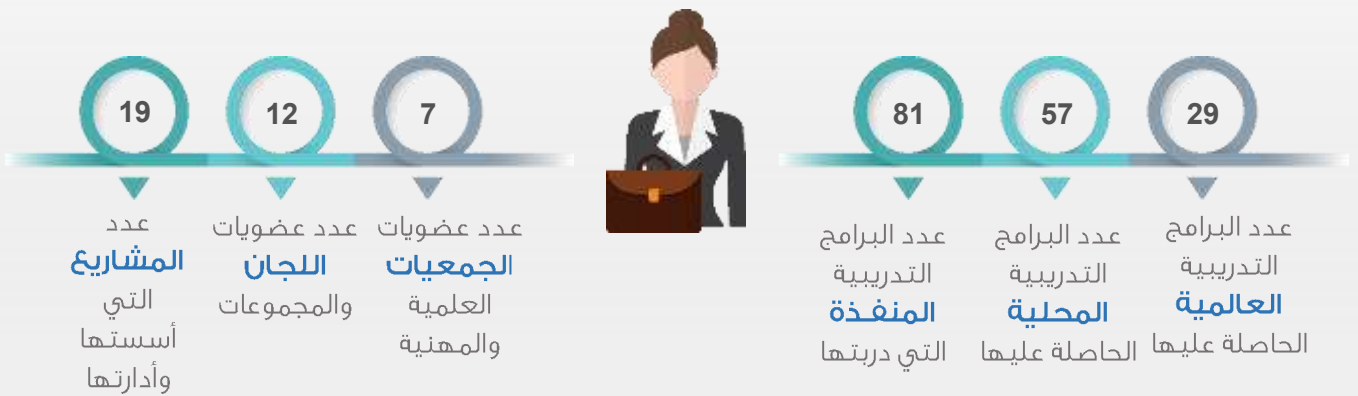 29
عدد البرامج
التدريبية
العالمية
الحاصلة عليها
57
عدد البرامج
التدريبية
المحلية
الحاصلة عليها
81
عدد البرامج
التدريبية
المنفذة
التي دربتها
7
عدد عضويات
الجمعيات
العلمية
والمهنية
12
عدد عضويات
اللجان
والمجموعات
19
عدد
المشاريع
التي
أسستها
وأدارتها